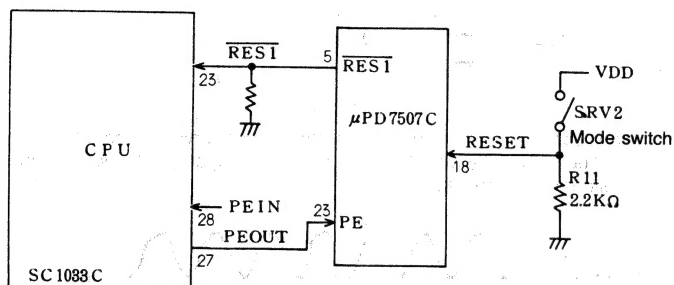 RES1
5
VDD
23
RES1
SRV2
μPD7507C
Mode switch
CPU
RESET
18
R11
2.2KΩ
PEIN
23
28
PEOUT
PE
27
SC1033C